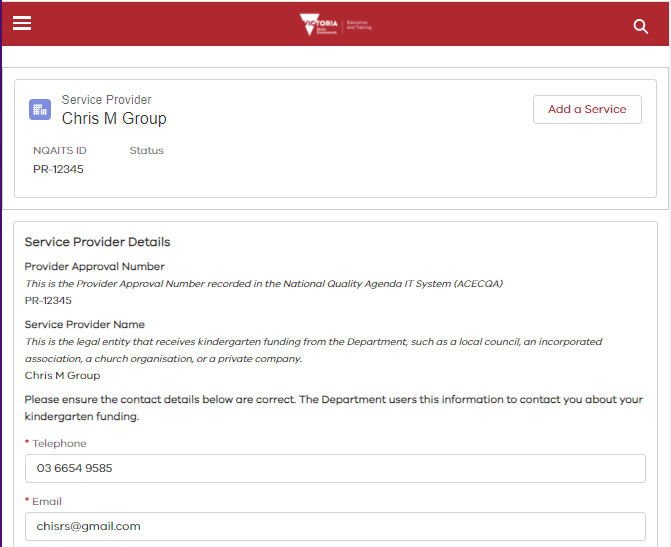 VICTORIA
State
Government
Education
and Training
Service Provider
Chris M Group
Add a Service
NQAITS ID Status
PR-12345
Service Provider Details
Provider Approval Number
This is the Provider Approval Number recorded in the National Quality Agenda IT System (ACECQA)
PR-12345
Service Provider Name
This is the legal entity that receives kindergarten funding from the Department, such as a local council, an incorporated
association, a church organisation, or a private company.
Chris M Group
Please ensure the contact details below are correct. The Department users this information to contact you about your
kindergarten funding.
* Telephone
03 6654 9585
* Email
chisrs@gmail.com